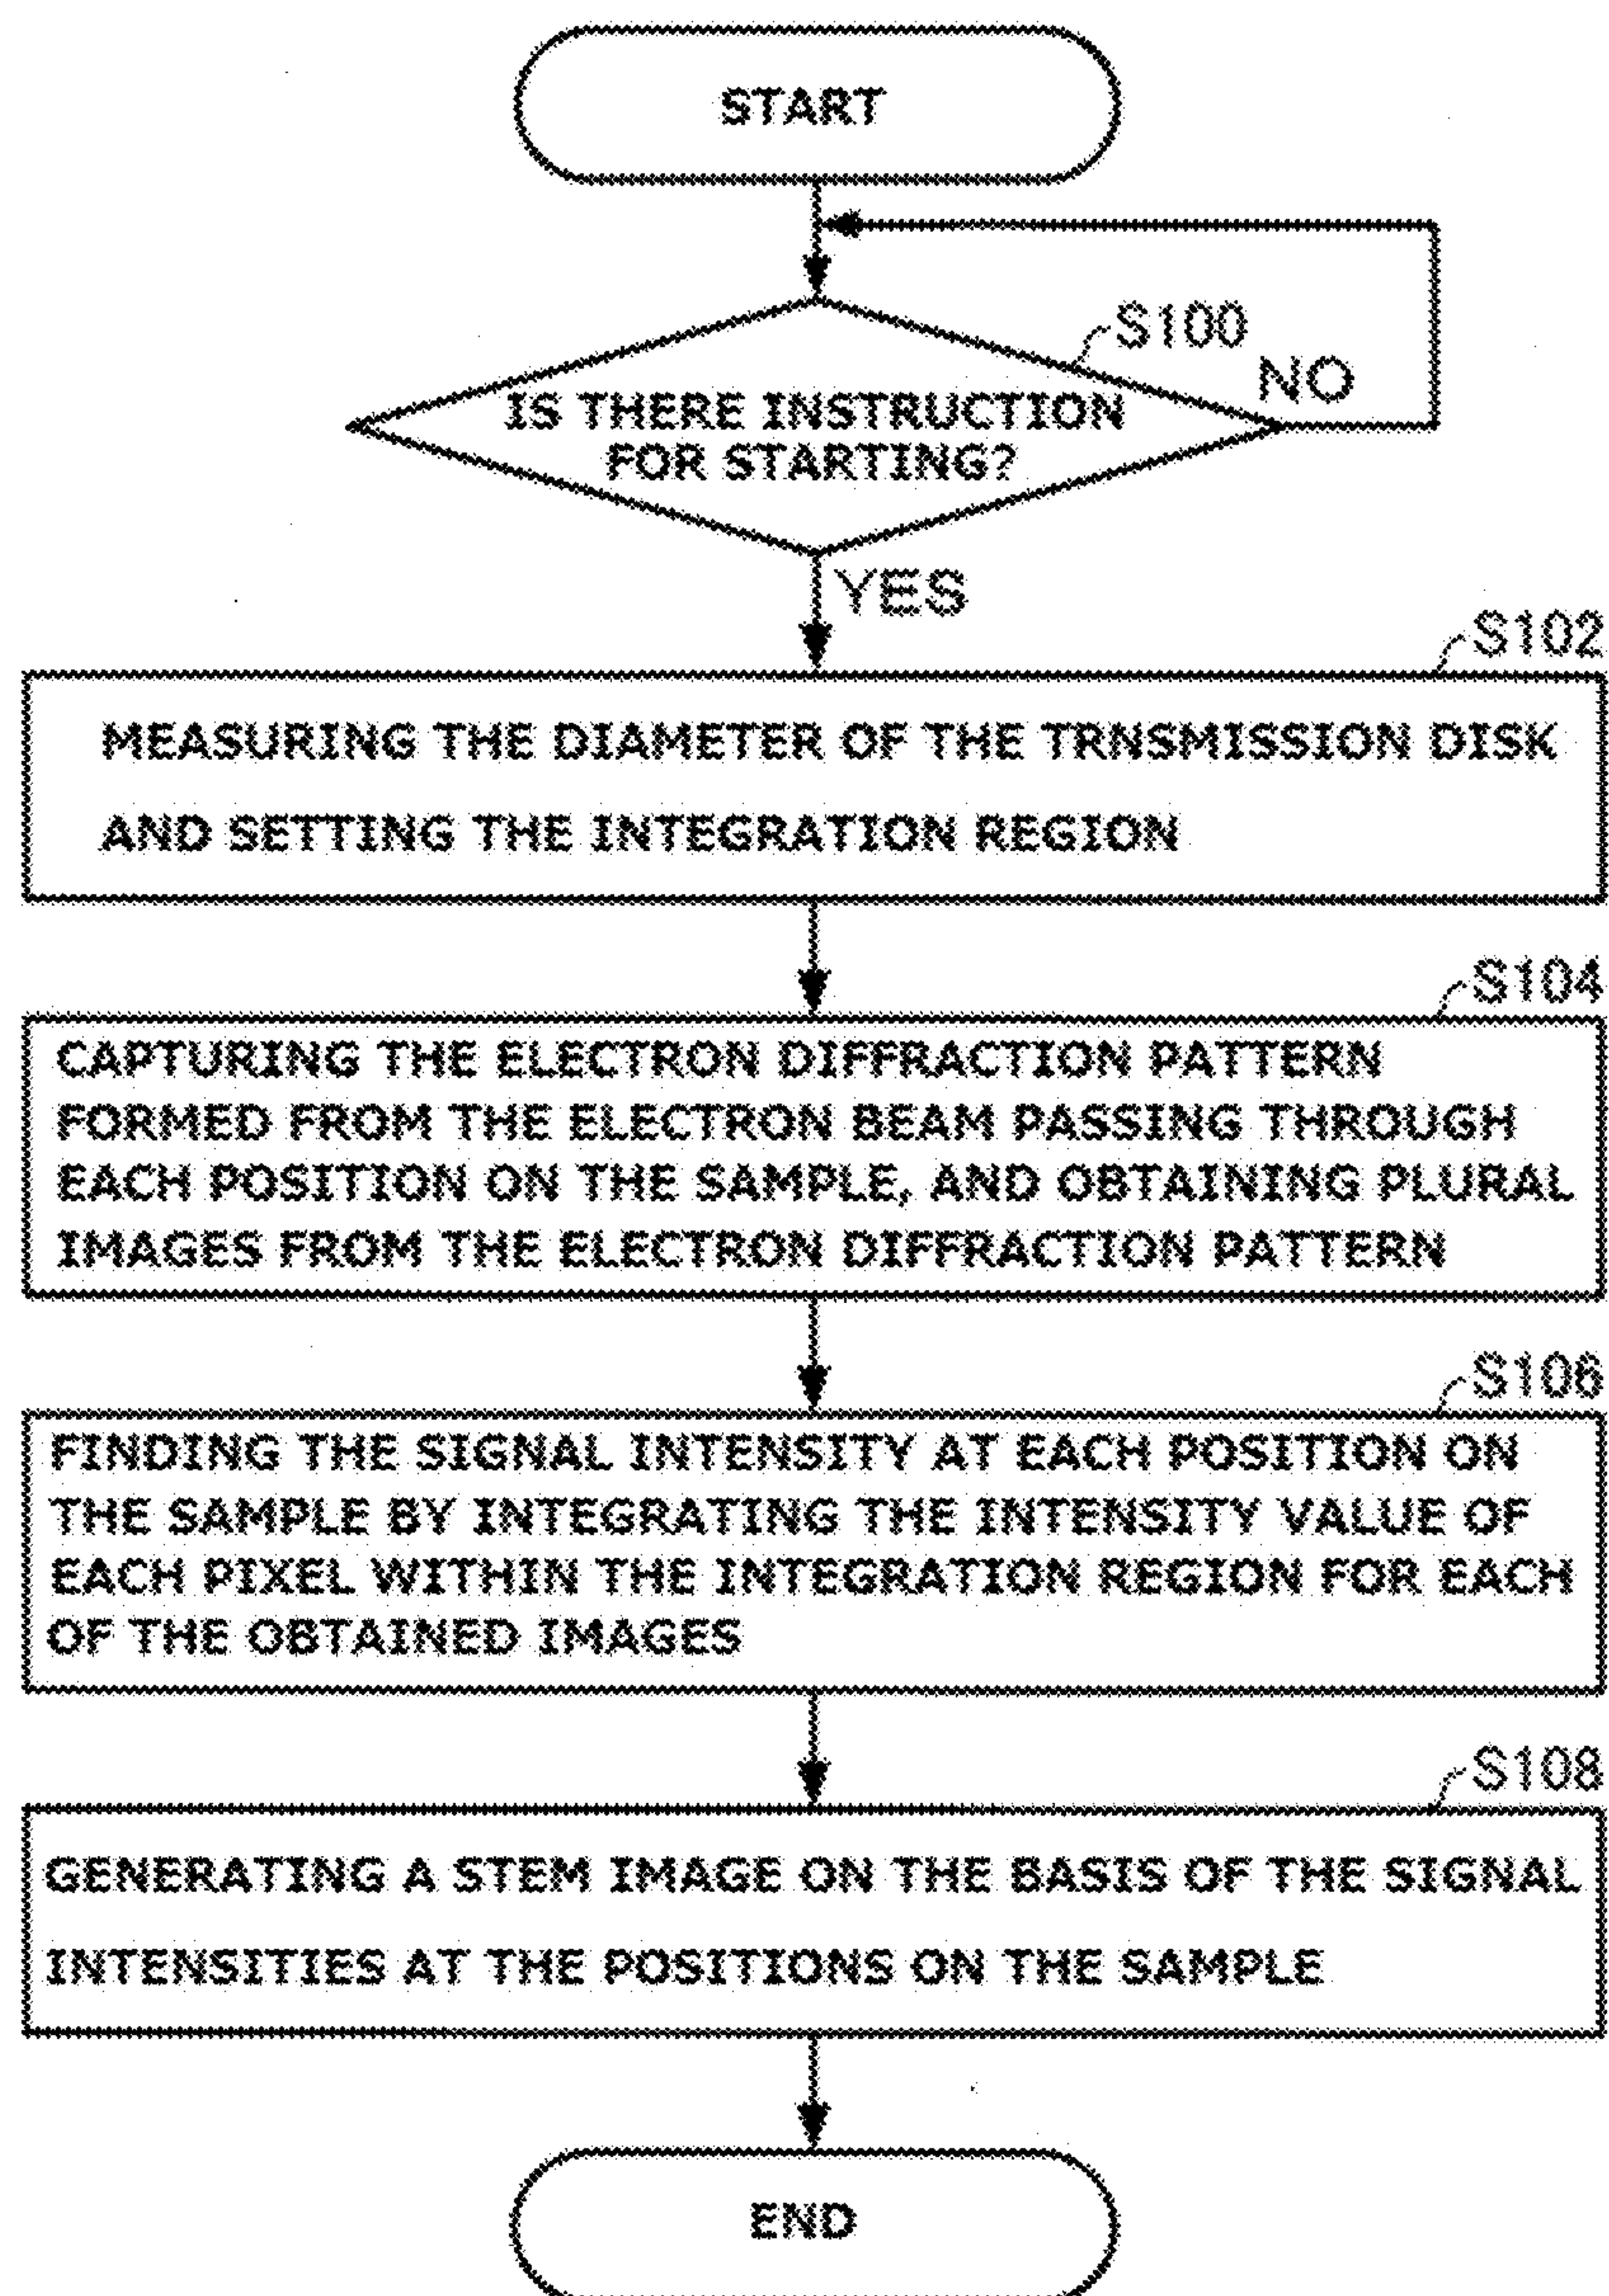 START
S100
NO
IS THERE INSTRUCTION
FOR STARTING?
YES
S102
MEASURING THE DIAMETER OF THE TRNSMISSION DISK
AND SETTING THE INTEGRATION REGION
S104
CAPTURING THE ELECTRON DIFFRACTION PATTERN
FORMED FROM THE ELECTRON BEAM PASSING THROUGH
EACH POSITION ON THE SAMPLE, AND OBTAINING PLURAL
IMAGES FROM THE ELECTRON DIFFRACTION PATTERN
S106
FINDING THE SIGNAL INTENSITY AT EACH POSITION ON
THE SAMPLE BY INTEGRATING THE INTENSITY VALUE OF
EACH PIXEL WITHIN THE INTEGRATION REGION FOR EACH
OF THE OBTAINED IMAGES
S108
GENERATING A STEM IMAGE ON THE BASIS OF THE SIGNAL
INTENSITIES AT THE POSITIONS ON THE SAMPLE
END